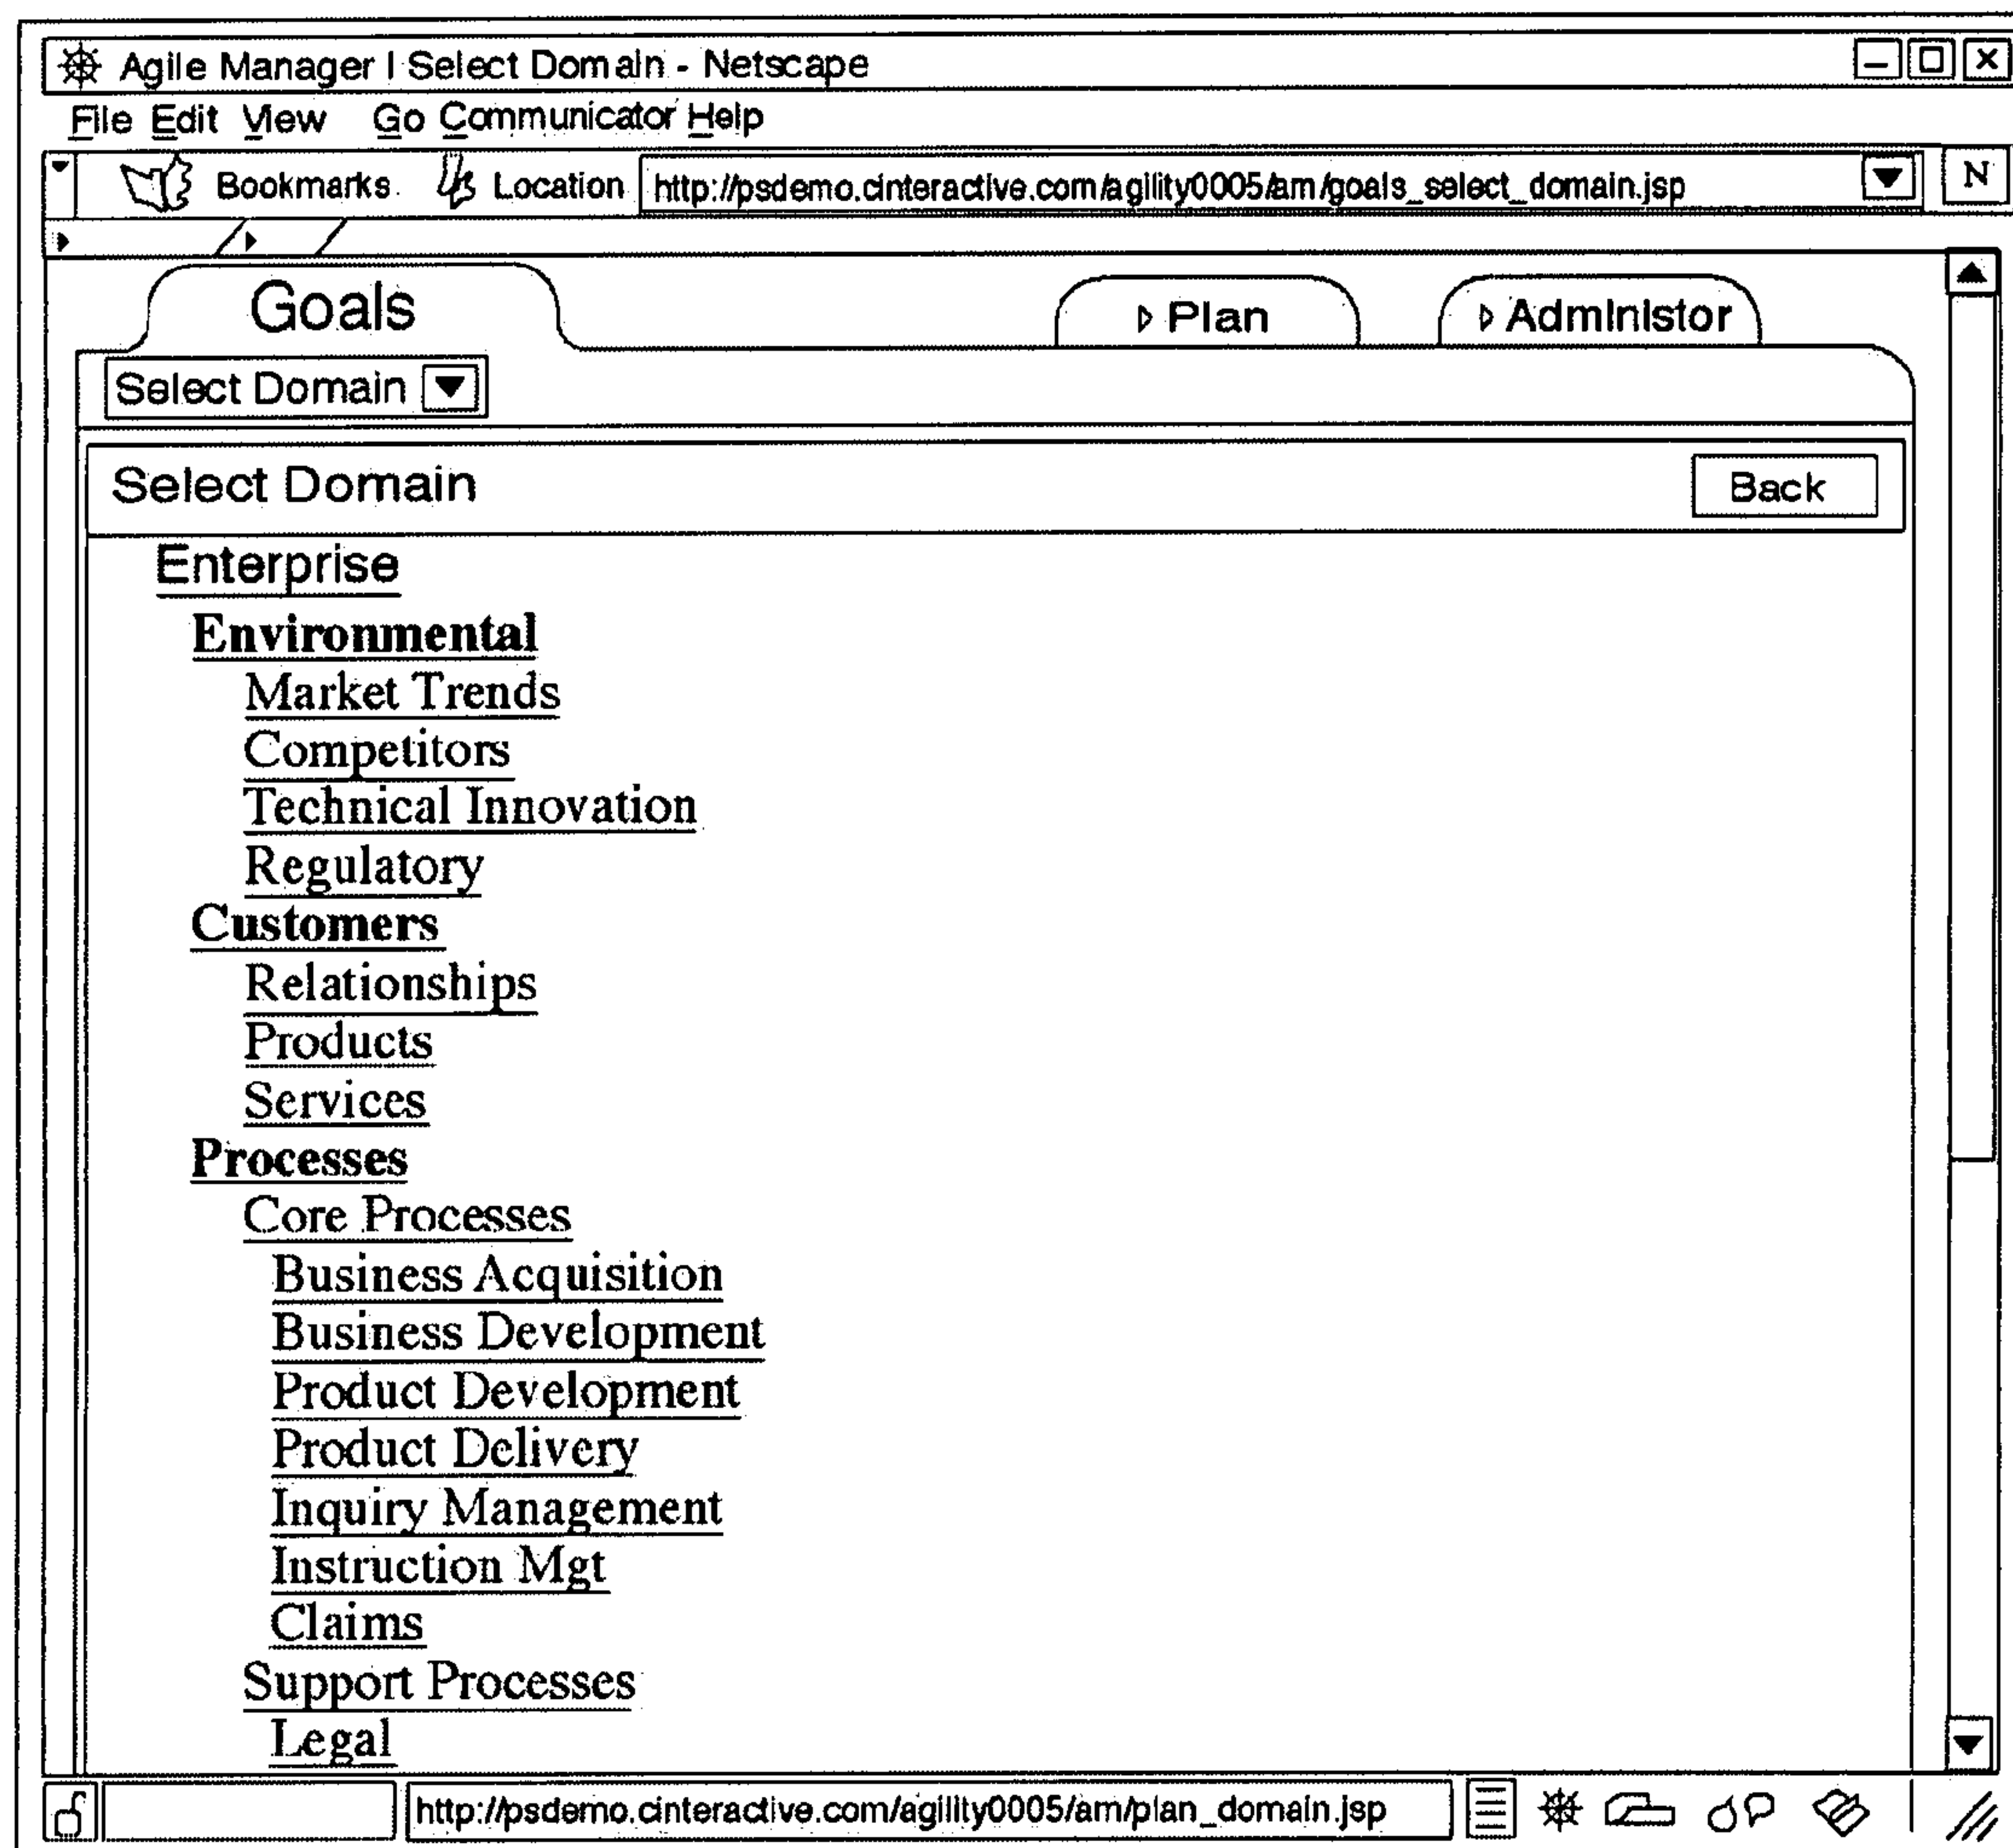 Agile Manager | Select Domain - Netscape
File Edit View Go Communicator Help
Bookmarks Location http://psdemo.cinteractive.com/agility0005/am/goals_select_domain.jsp N
Goals Plan Administor
Select Domain
Select Domain Back
Enterprise
Environmental
Market Trends
Competitors
Technical Innovation
Regulatory
Customers
Relationships
Products
Services
Processes
Core Processes
Business Acquisition
Business Development
Product Development
Product Delivery
Inquiry Management
Instruction Mgt
Claims
Support Processes
Legal
http://psdemo.cinteractive.com/agility0005/am/plan_domain.jsp